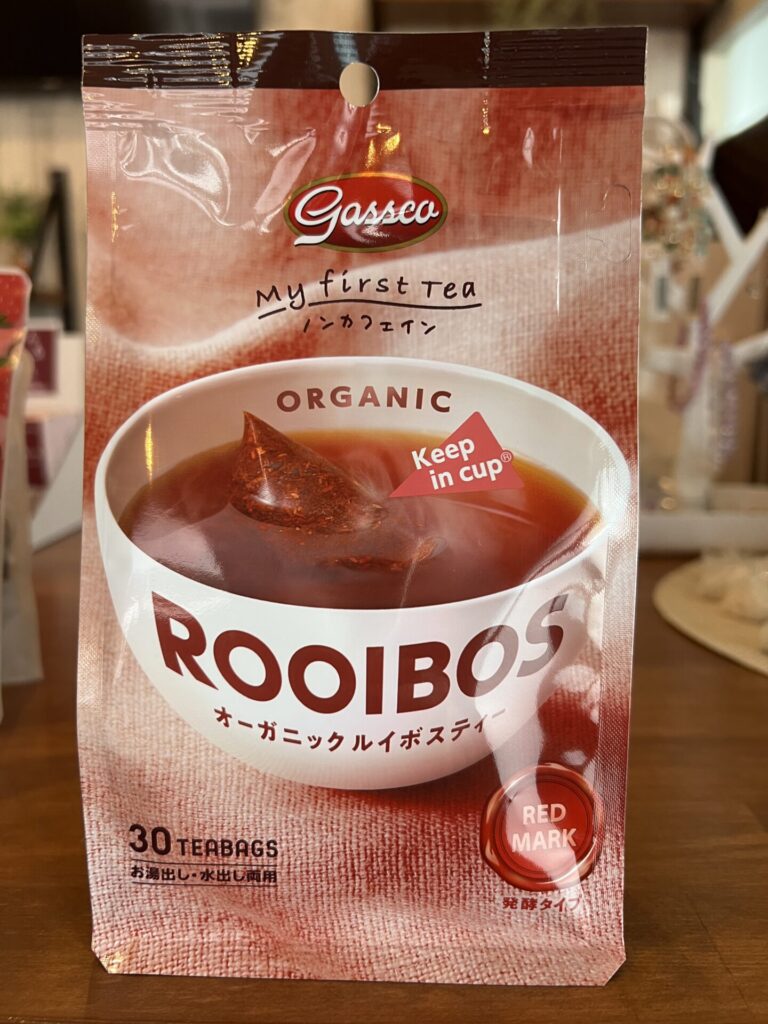 Gassco
My first Tea
ノンカフェイン
ORGANIC
Keep
in cup®
ROOIBOS
オーガニックルイボスティー
30 TEABAGS
お湯出し・水出し両用
RED
MARK
発酵タイプ